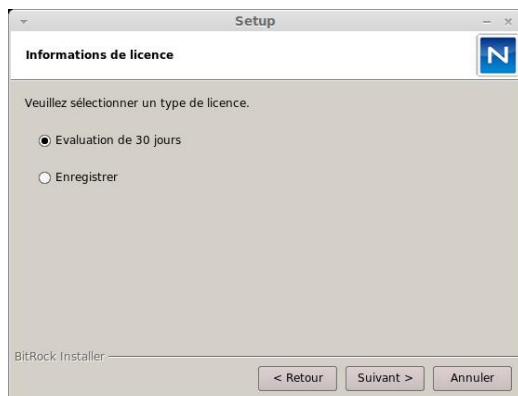 Setup
Informations de licence
N
Veuillez sélectionner un type de licence.
Evaluation de 30 jours
Enregistrer
BitRock Installer
< Retour
Suivant >
Annuler